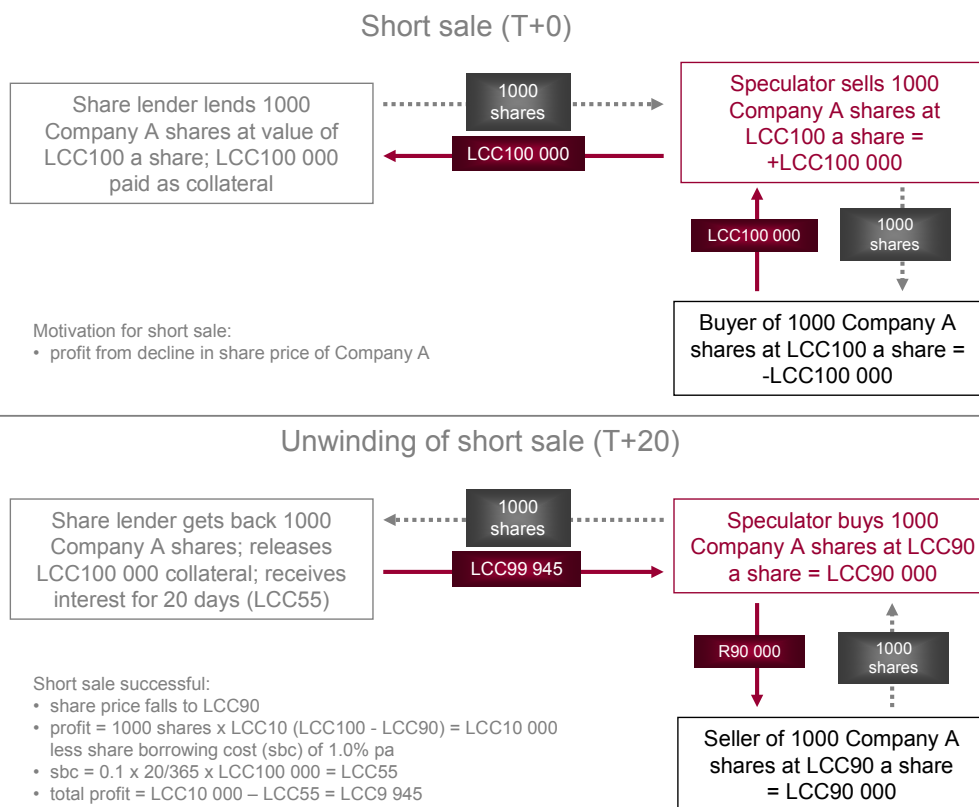 Short sale (T+0)
Share lender lends 1000
Company A shares at value of
LCC100 a share; LCC100 000
paid as collateral
1000
shares
LCC100 000
Speculator sells 1000
Company A shares at
LCC100 a share =
+LCC100 000
LCC100 000
1000
shares
Buyer of 1000 Company A
shares at LCC100 a share =
-LCC100 000
Motivation for short sale:
• profit from decline in share price of Company A
Unwinding of short sale (T+20)
Share lender gets back 1000
Company A shares; releases
LCC100 000 collateral; receives
interest for 20 days (LCC55)
1000
shares
LCC99 945
Speculator buys 1000
Company A shares at LCC90
a share = LCC90 000
R90 000
1000
shares
Seller of 1000 Company A
shares at LCC90 a share
= LCC90 000
Short sale successful:
• share price falls to LCC90
• profit = 1000 shares x LCC10 (LCC100 - LCC90) = LCC10 000
less share borrowing cost (sbc) of 1.0% pa
• sbc = 0.1 x 20/365 x LCC100 000 = LCC55
• total profit = LCC10 000 – LCC55 = LCC9 945